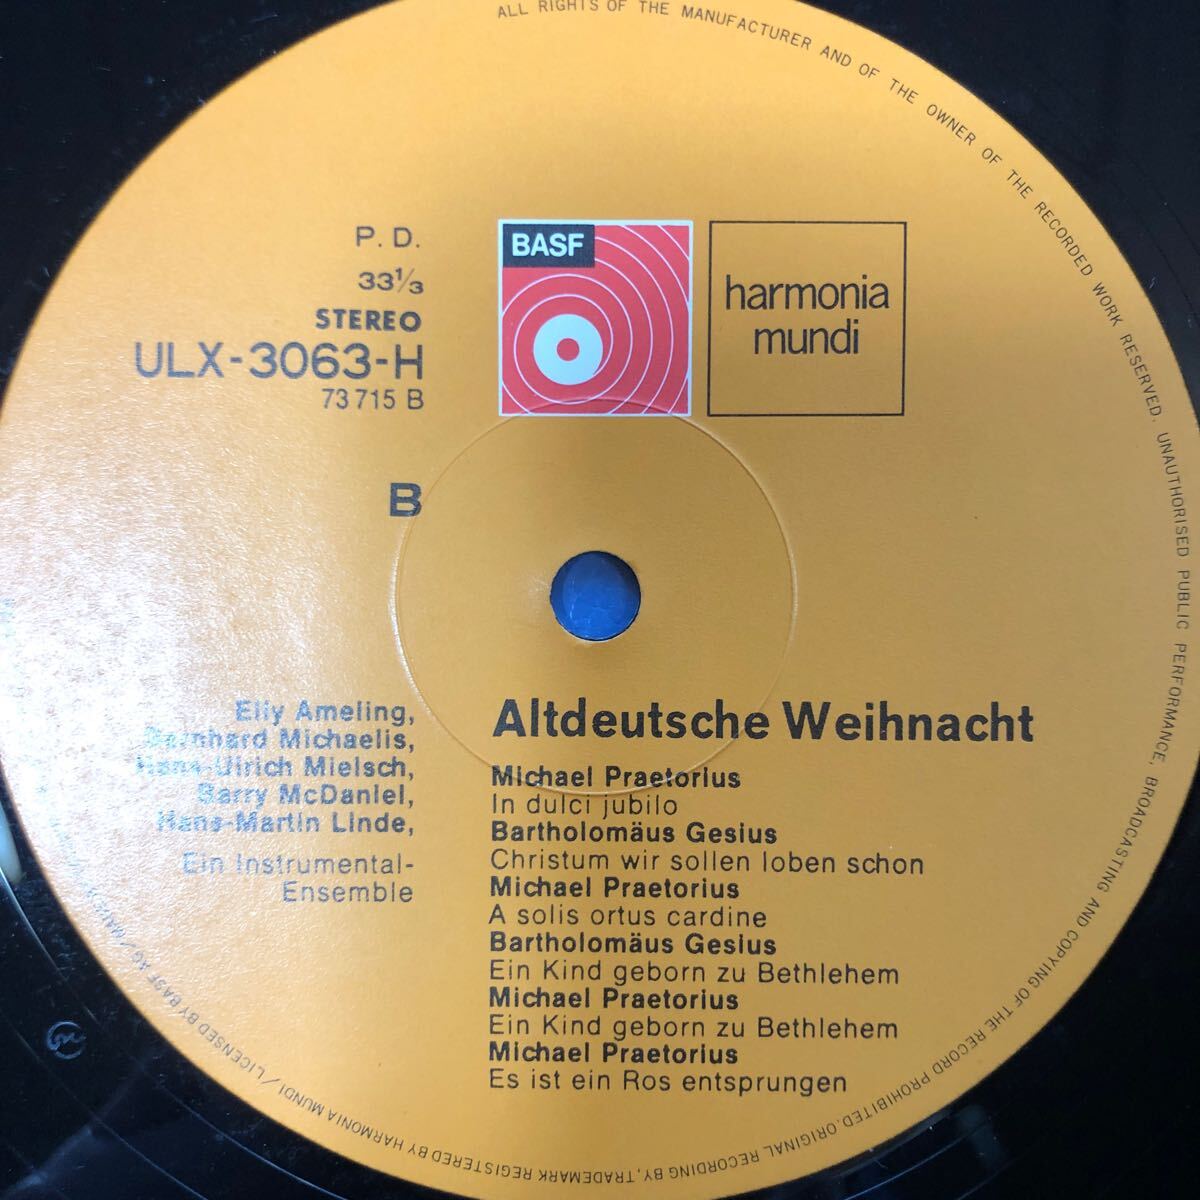 ALL RIGHTS OF THE MANUFACTURER AND OF THE OWNER OF THE RECORDED WORK RESERVED. UNAUTHORISED PUBLIC PERFORMANCE, BROADCASTING AND COPYING OF THE RECORD PROHIBITED. ORIGINAL RECORDING BY, TRADEMARK REGISTERED BY HARMONIA MUNDI / LICENSED BY BASF AG /
P. D.
33⅓
STEREO
ULX-3063-H
73 715 B
BASF
harmonia
mundi
B
Elly Ameling,
Bernhard Michaelis,
Hans-Ulrich Mielsch,
Barry McDaniel,
Hans-Martin Linde,
Ein Instrumental-
Ensemble
Altdeutsche Weihnacht
Michael Praetorius
In dulci jubilo
Bartholomäus Gesius
Christum wir sollen loben schon
Michael Praetorius
A solis ortus cardine
Bartholomäus Gesius
Ein Kind geborn zu Bethlehem
Michael Praetorius
Ein Kind geborn zu Bethlehem
Michael Praetorius
Es ist ein Ros entsprungen